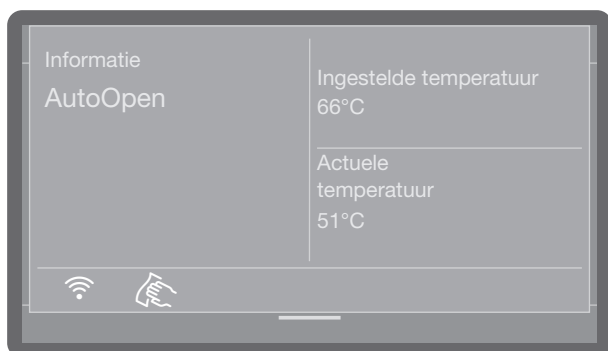 Informatie
AutoOpen
Ingestelde temperatuur
66°C
Actuele
temperatuur
51°C